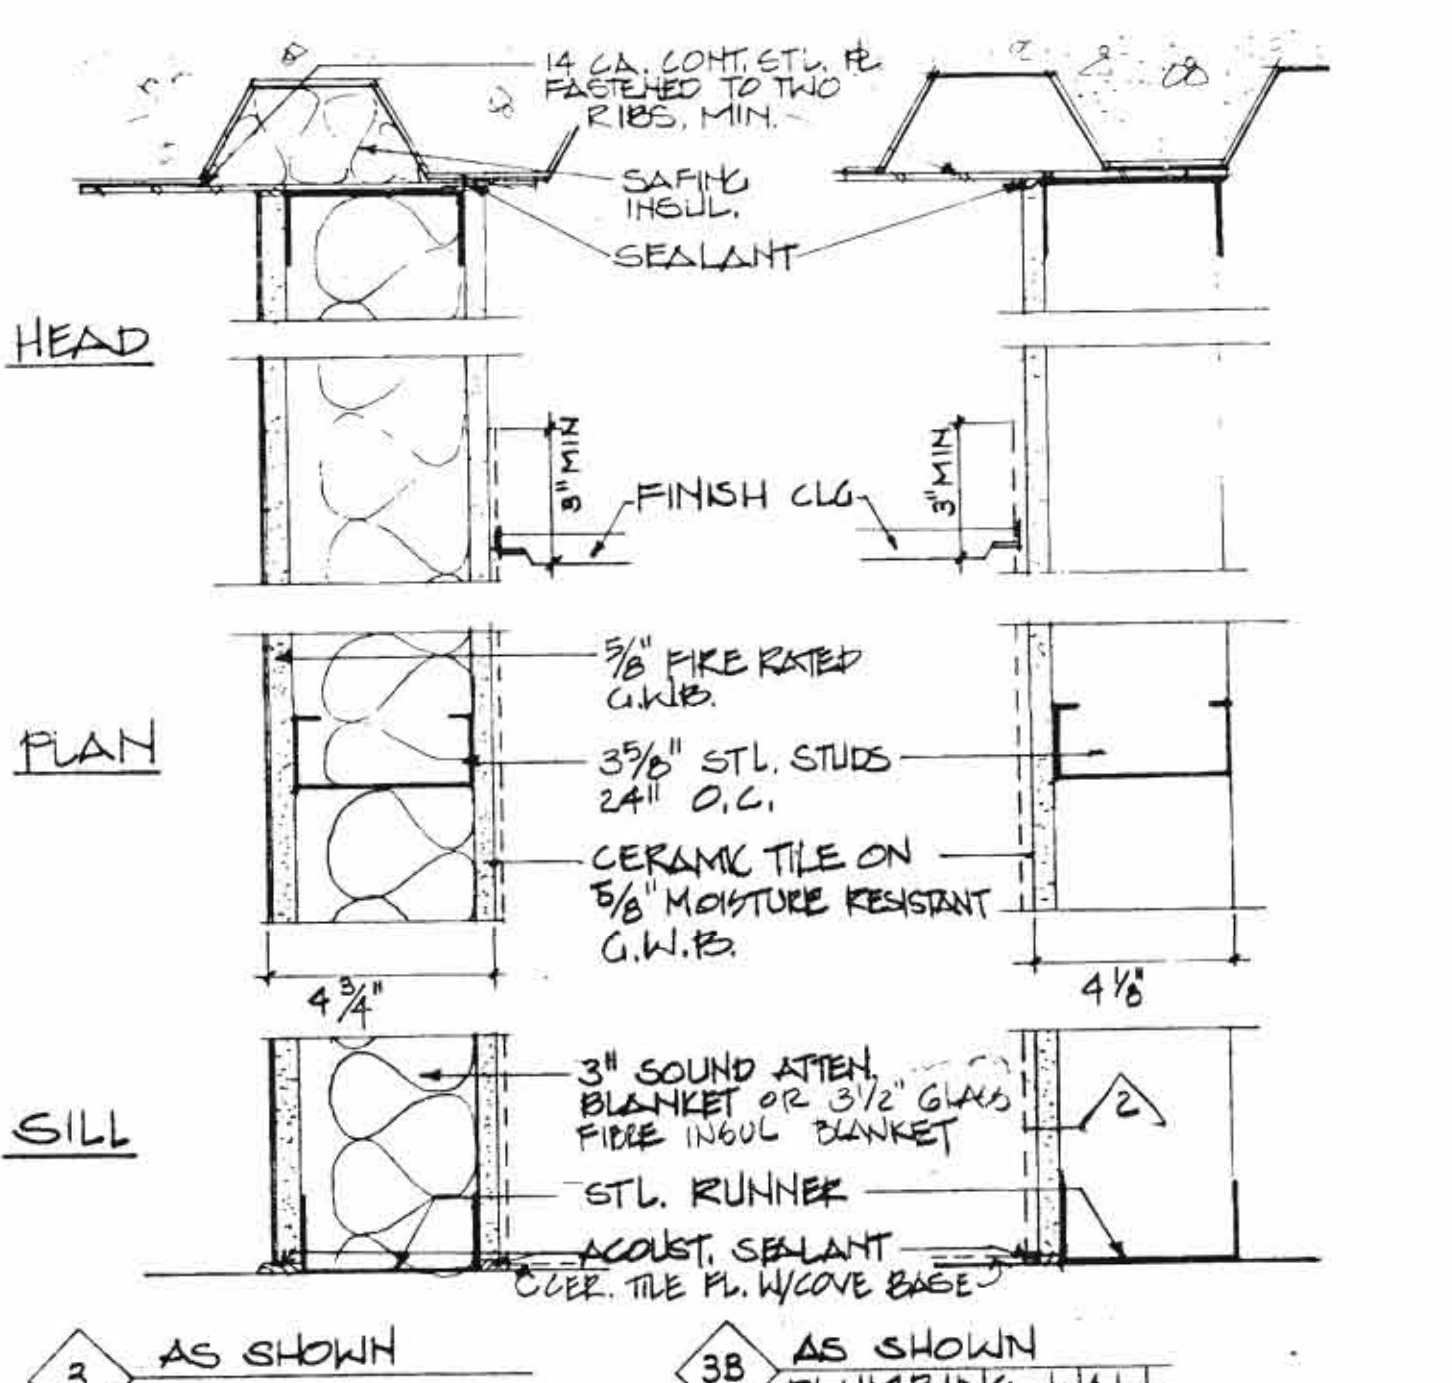 14 GA. CONT. STL. PL
FASTENED TO TWO
RIBS, MIN.
SAFING
INSUL.
SEALANT
HEAD
3" MIN
FINISH CLG
3" MIN
5/8" FIRE RATED
G.W.B.
PLAN
3 5/8" STL. STUDS
24" O.C.
CERAMIC TILE ON
5/8" MOISTURE RESISTANT
G.W.B.
4 3/4"
4 1/8"
3" SOUND ATTEN.
BLANKET OR 3 1/2" GLASS
FIBRE INSUL BLANKET
2
SILL
STL. RUNNER
ACOUST. SEALANT
CER. TILE FL. W/COVE BASE
3
AS SHOWN
3B
AS SHOWN
PLUMBING WALL